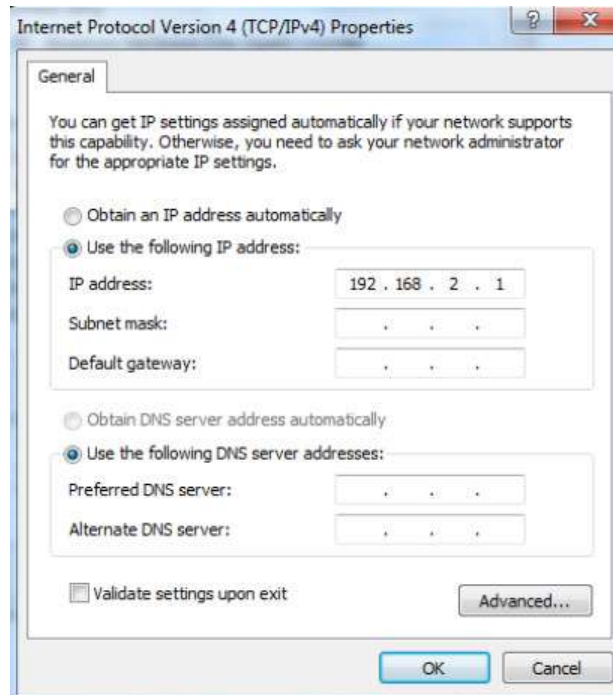 Internet Protocol Version 4 (TCP/IPv4) Properties
?
General
You can get IP settings assigned automatically if your network supports
this capability. Otherwise, you need to ask your network administrator
for the appropriate IP settings.
Obtain an IP address automatically
Use the following IP address:
IP address: 192 . 168 . 2 . 1
Subnet mask: . . .
Default gateway: . . .
Obtain DNS server address automatically
Use the following DNS server addresses:
Preferred DNS server: . . .
Alternate DNS server: . . .
Validate settings upon exit
Advanced...
OK Cancel